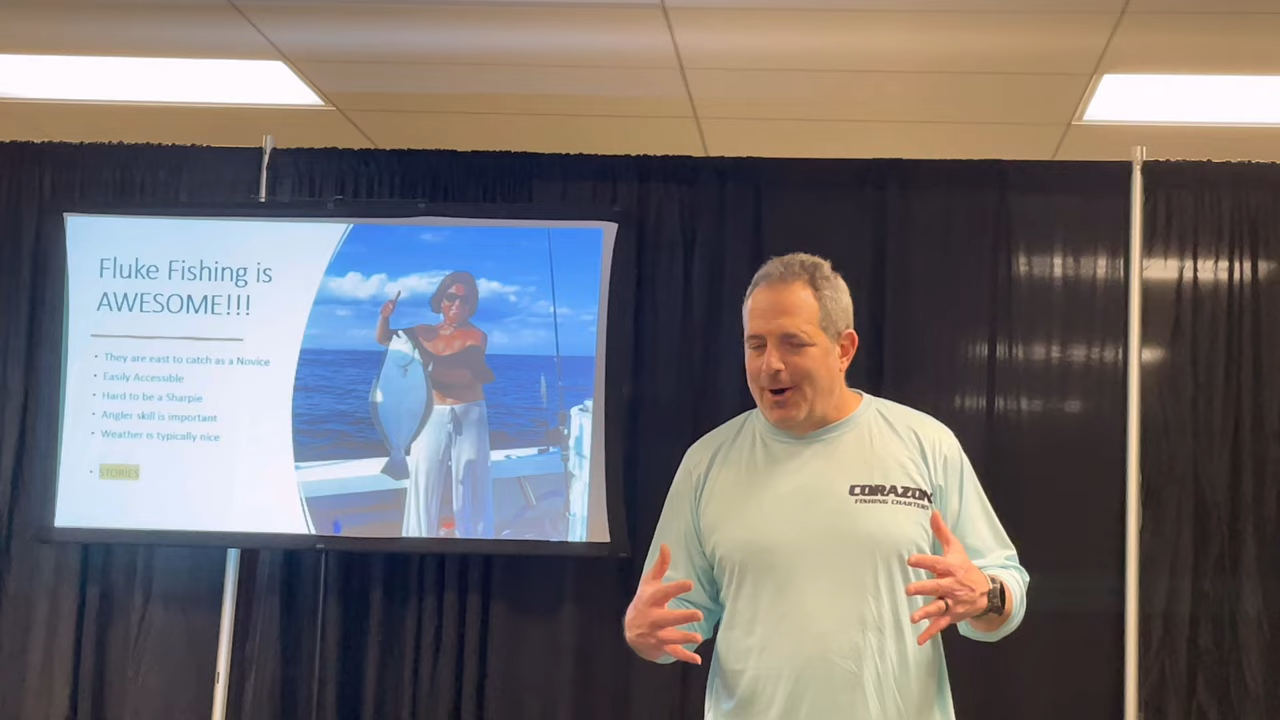 Fluke Fishing is
AWESOME!!!
• They are east to catch as a Novice
• Easily Accessible
• Hard to be a Sharpie
• Angler skill is important
• Weather is typically nice
• STORIES
CORAZON
FISHING CHARTERS